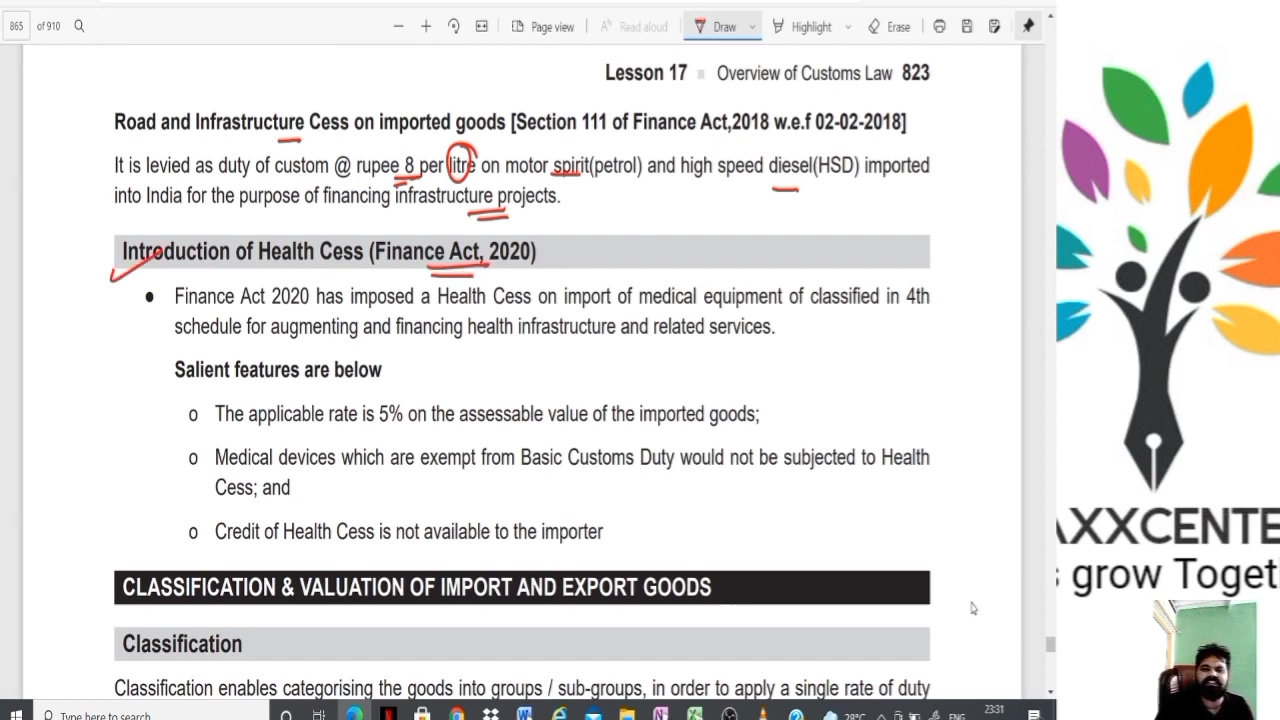 865 of 910
Page view
Read aloud
Draw
Highlight
Erase
Lesson 17 Overview of Customs Law 823
Road and Infrastructure Cess on imported goods [Section 111 of Finance Act,2018 w.e.f 02-02-2018]
It is levied as duty of custom @ rupee 8 per litre on motor spirit(petrol) and high speed diesel(HSD) imported
into India for the purpose of financing infrastructure projects.
Introduction of Health Cess (Finance Act, 2020)
● Finance Act 2020 has imposed a Health Cess on import of medical equipment of classified in 4th
schedule for augmenting and financing health infrastructure and related services.
Salient features are below
o The applicable rate is 5% on the assessable value of the imported goods;
o Medical devices which are exempt from Basic Customs Duty would not be subjected to Health
Cess; and
o Credit of Health Cess is not available to the importer
CLASSIFICATION & VALUATION OF IMPORT AND EXPORT GOODS
Classification
Classification enables categorising the goods into groups / sub-groups, in order to apply a single rate of duty
AXXCENTE
s grow Togeth
Type here to search
28°C
ENG
23:31